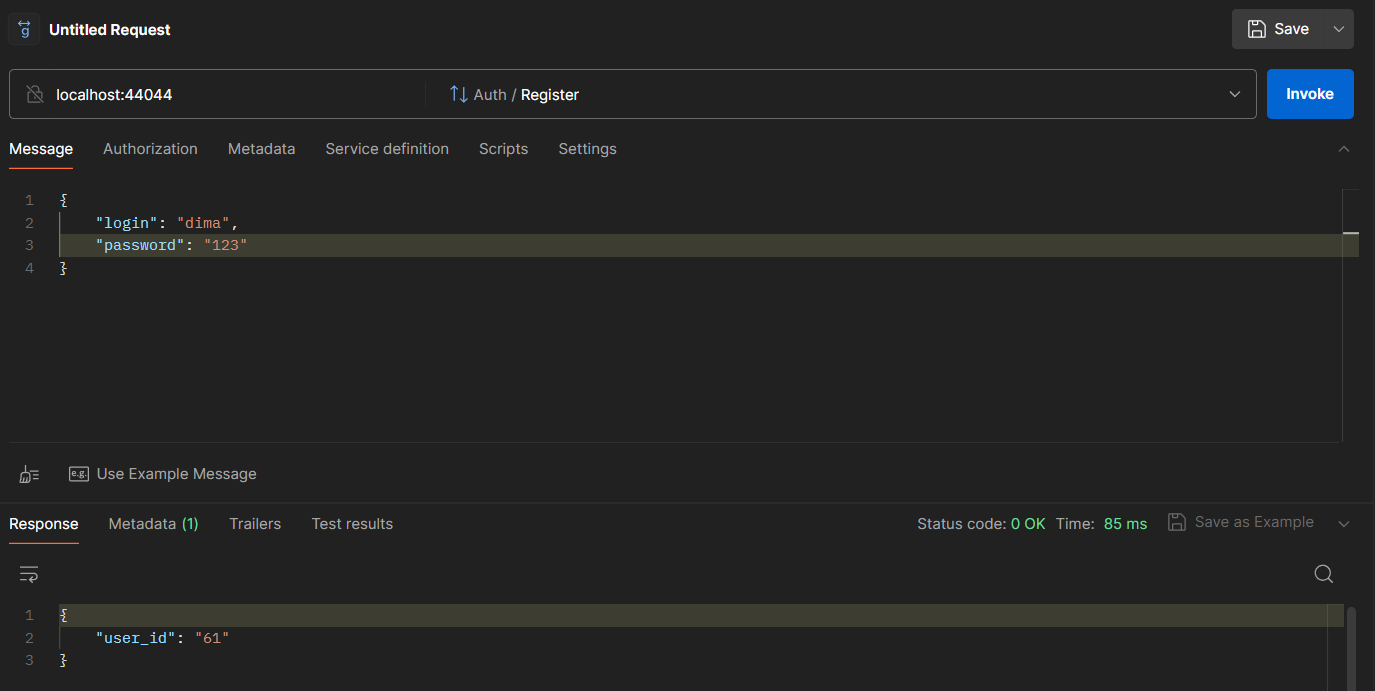 g Untitled Request Save
localhost:44044 Auth / Register Invoke
Message Authorization Metadata Service definition Scripts Settings
1 {
2 "login": "dima",
3 "password": "123"
4 }
e.g. Use Example Message
Response Metadata (1) Trailers Test results Status code: 0 OK Time: 85 ms Save as Example
1 {
2 "user_id": "61"
3 }